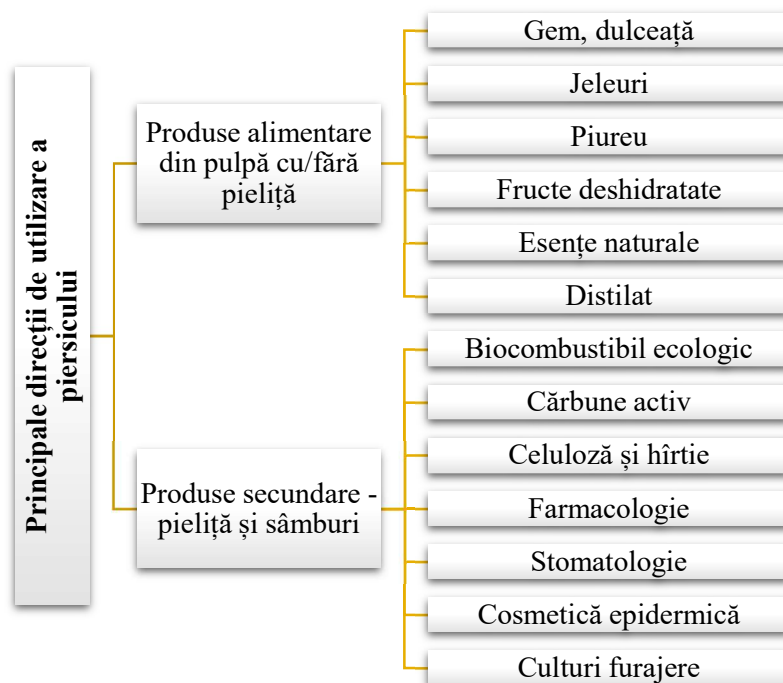 Principale direcții de utilizare a
piersicului
Produse alimentare
din pulpă cu/fără
pieliță
Gem, dulceață
Jeleuri
Piureu
Fructe deshidratate
Esențe naturale
Distilat
Produse secundare -
pieliță și sâmburi
Biocombustibil ecologic
Cărbune activ
Celuloză și hîrtie
Farmacologie
Stomatologie
Cosmetică epidermică
Culturi furajere